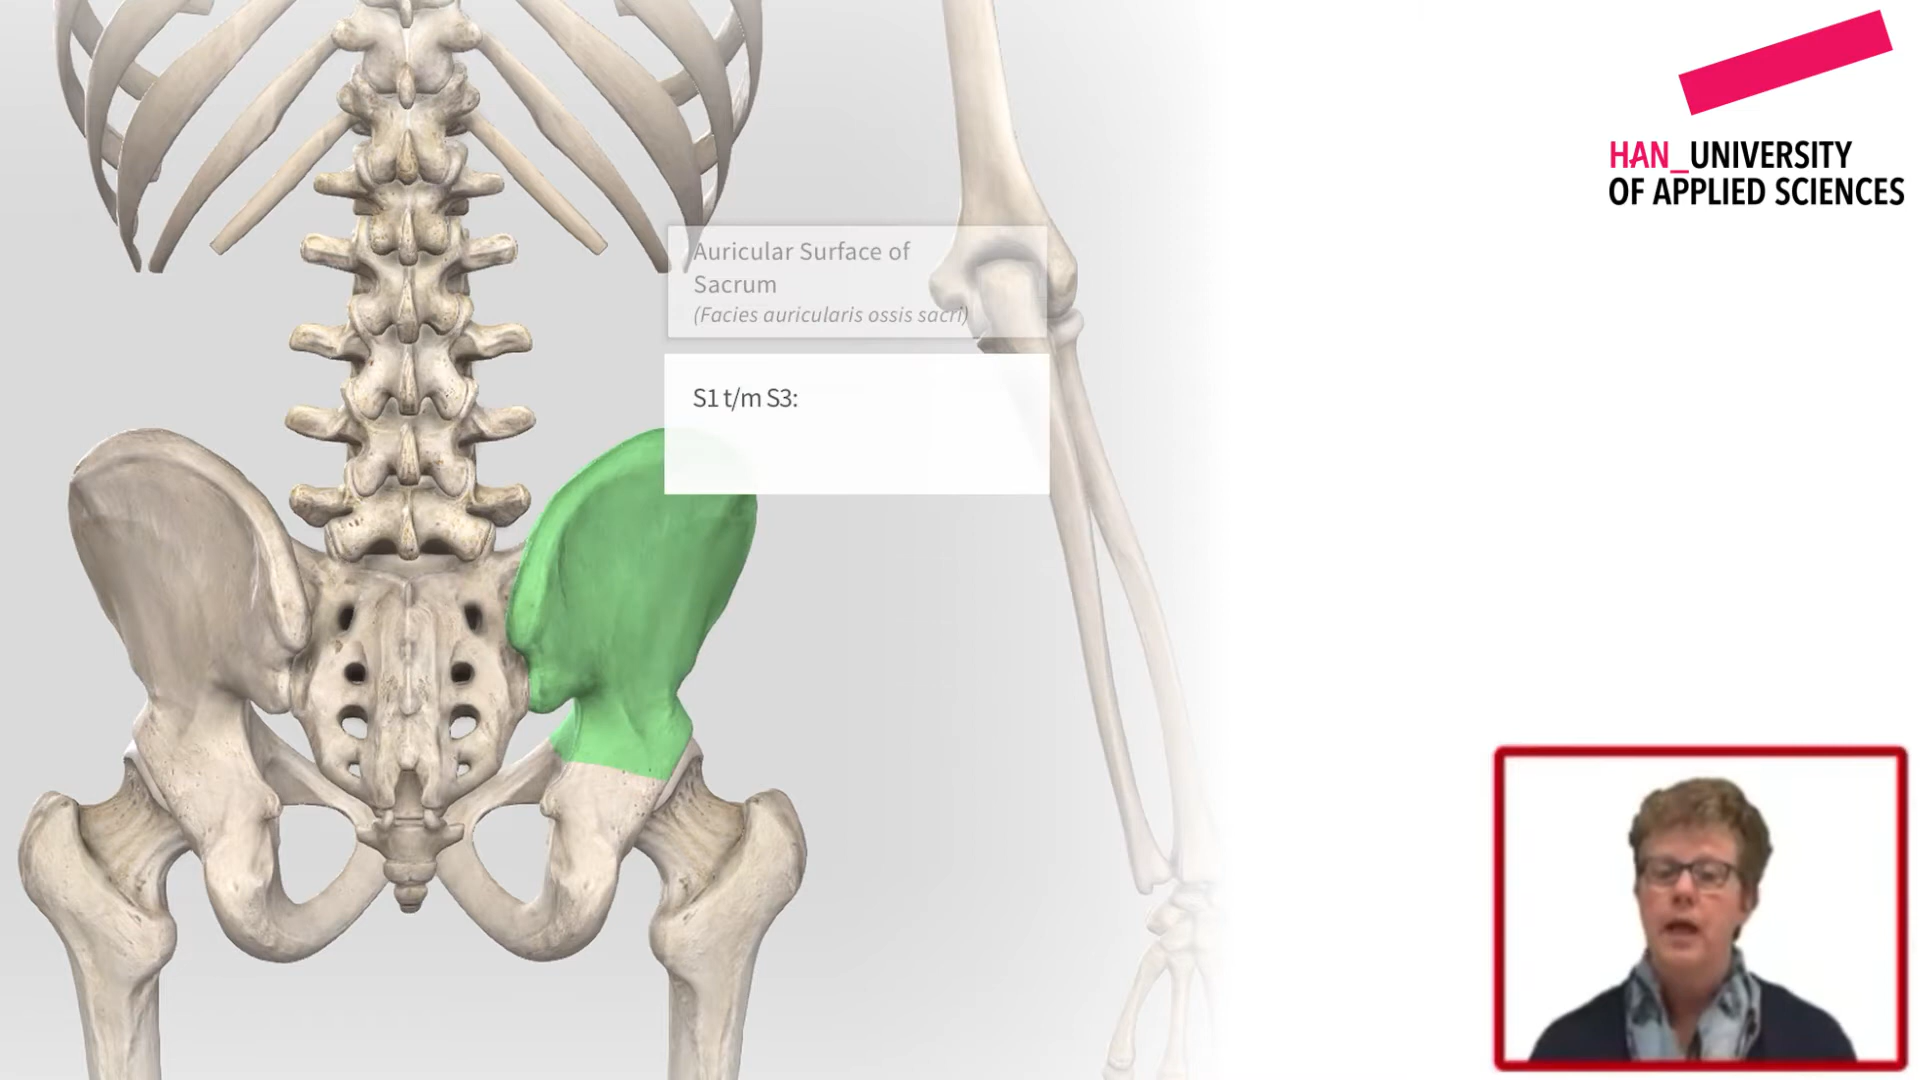 HAN_UNIVERSITY
OF APPLIED SCIENCES
Auricular Surface of
Sacrum
(Facies auricularis ossis sacri)
S1 t/m S3: